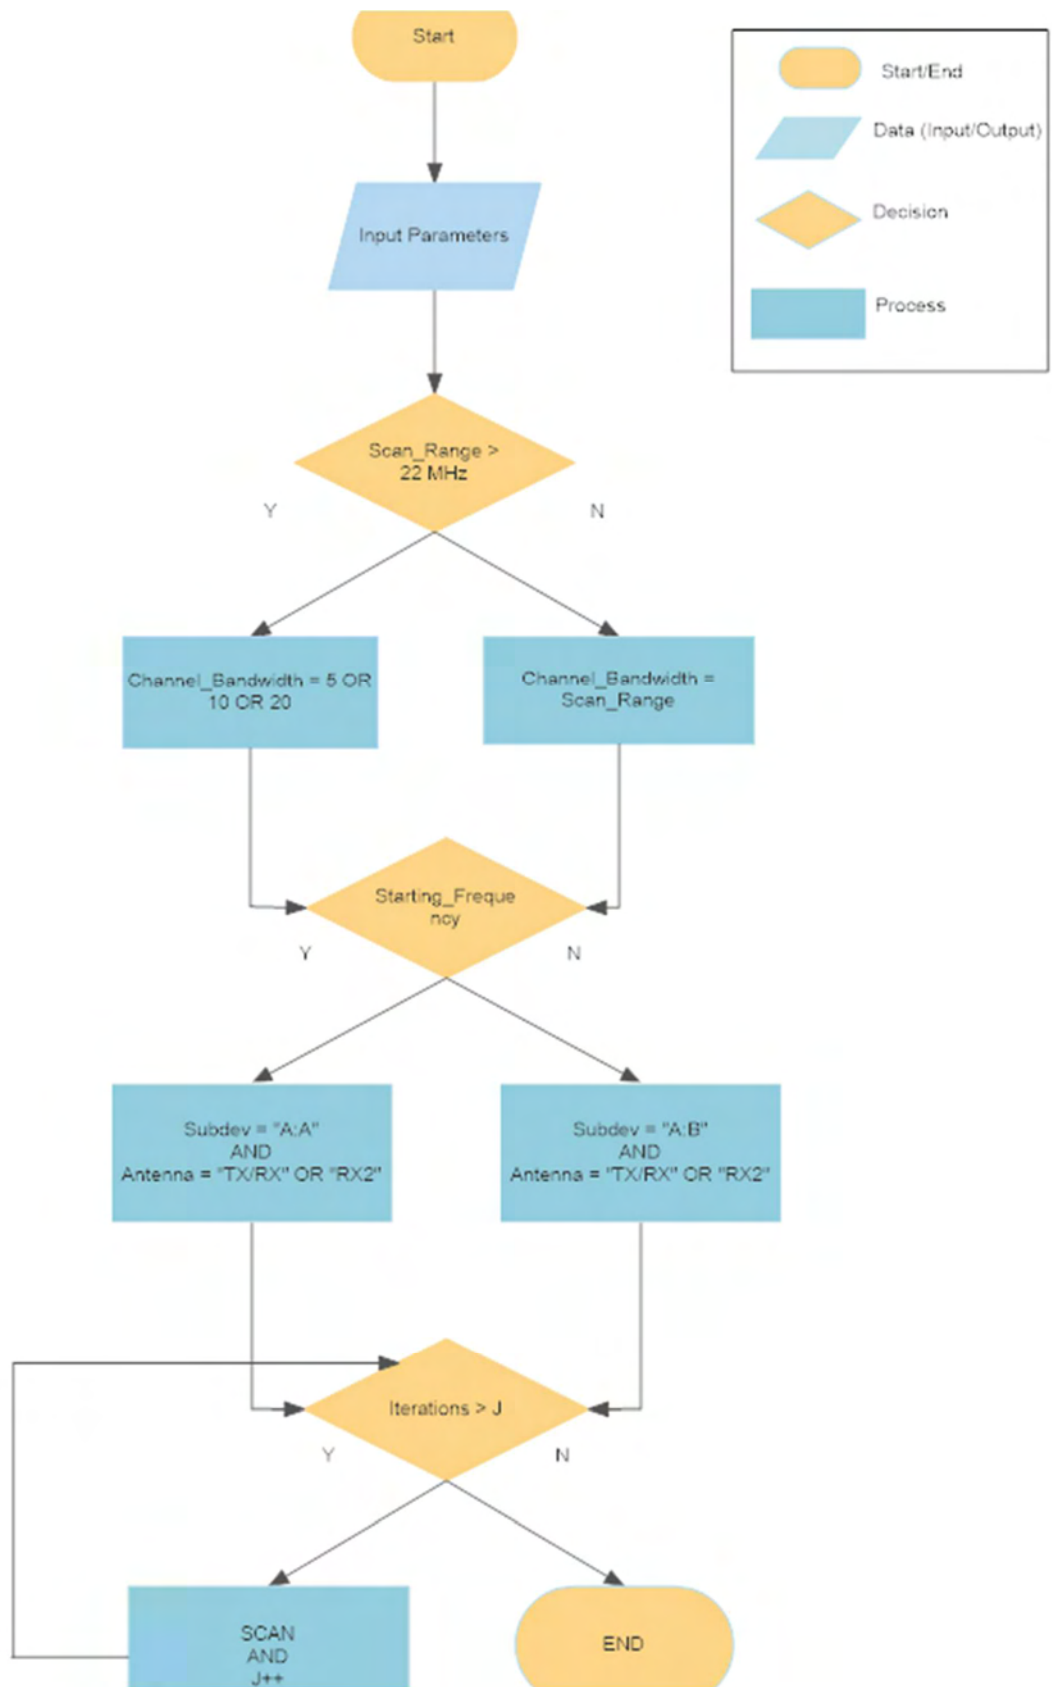 Start
Start/End
Data (Input/Output)
Decision
Process
Input Parameters
Scan_Range >
22 MHz
Y
N
Channel_Bandwidth = 5 OR
10 OR 20
Channel_Bandwidth =
Scan_Range
Starting_Freque
ncy
Y
N
Subdev = "A:A"
AND
Antenna = "TX/RX" OR "RX2"
Subdev = "A:B"
AND
Antenna = "TX/RX" OR "RX2"
Iterations > J
Y
N
SCAN
AND
J++
END